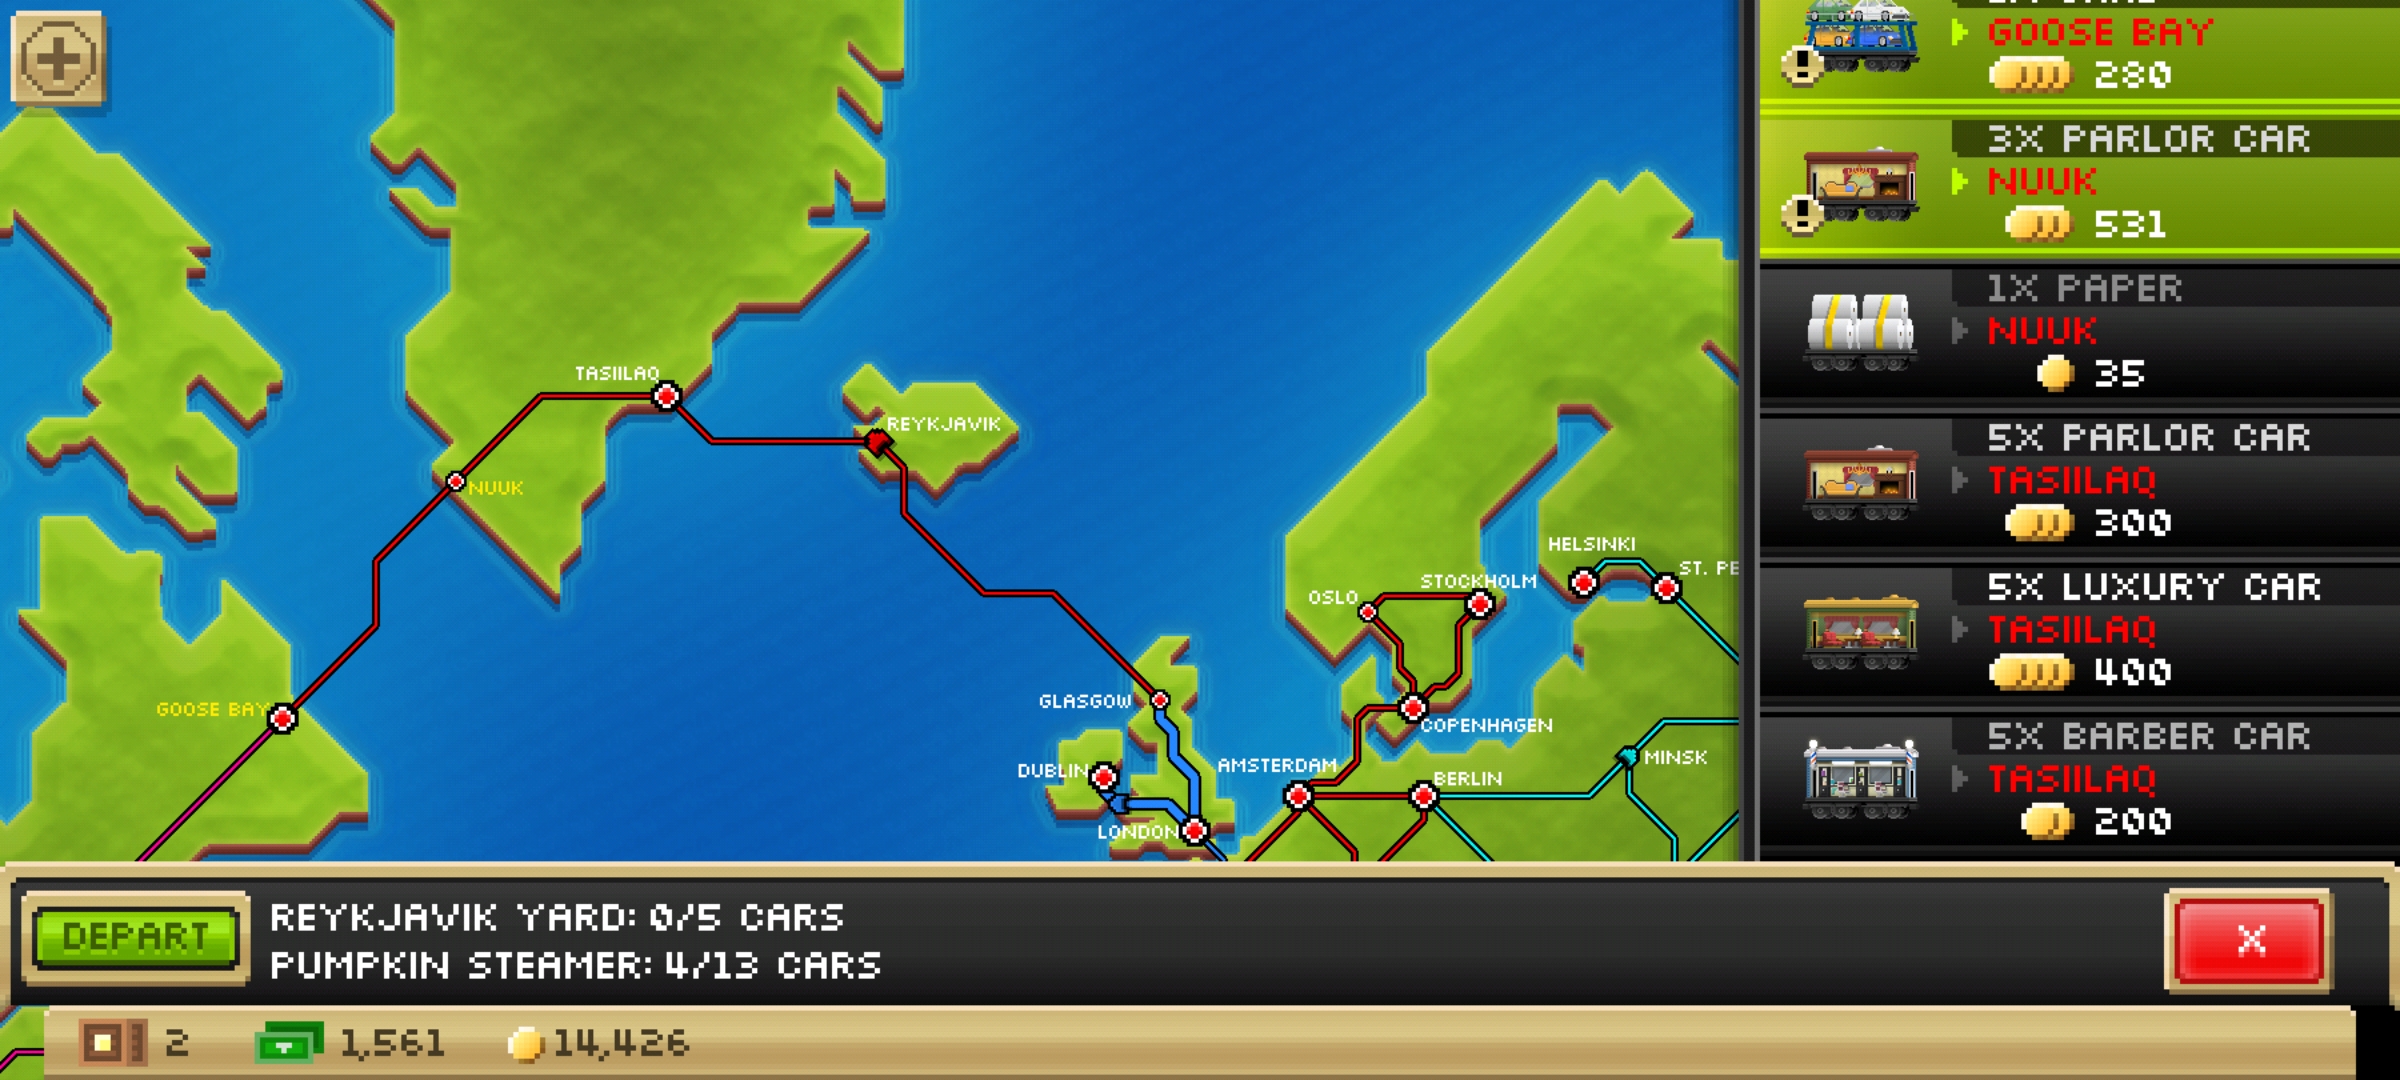 GOOSE BAY
280
3X PARLOR CAR
NUUK
531
1X PAPER
NUUK
35
5X PARLOR CAR
TASIILAQ
300
5X LUXURY CAR
TASIILAQ
400
5X BARBER CAR
TASIILAQ
200
TASIILAQ
REYKJAVIK
NUUK
HELSINKI
ST. PE
STOCKHOLM
OSLO
GLASGOW
GOOSE BAY
COPENHAGEN
MINSK
AMSTERDAM
DUBLIN
BERLIN
LONDON
DEPART
REYKJAVIK YARD: 0/5 CARS
PUMPKIN STEAMER: 4/13 CARS
X
2
1,561
14,426